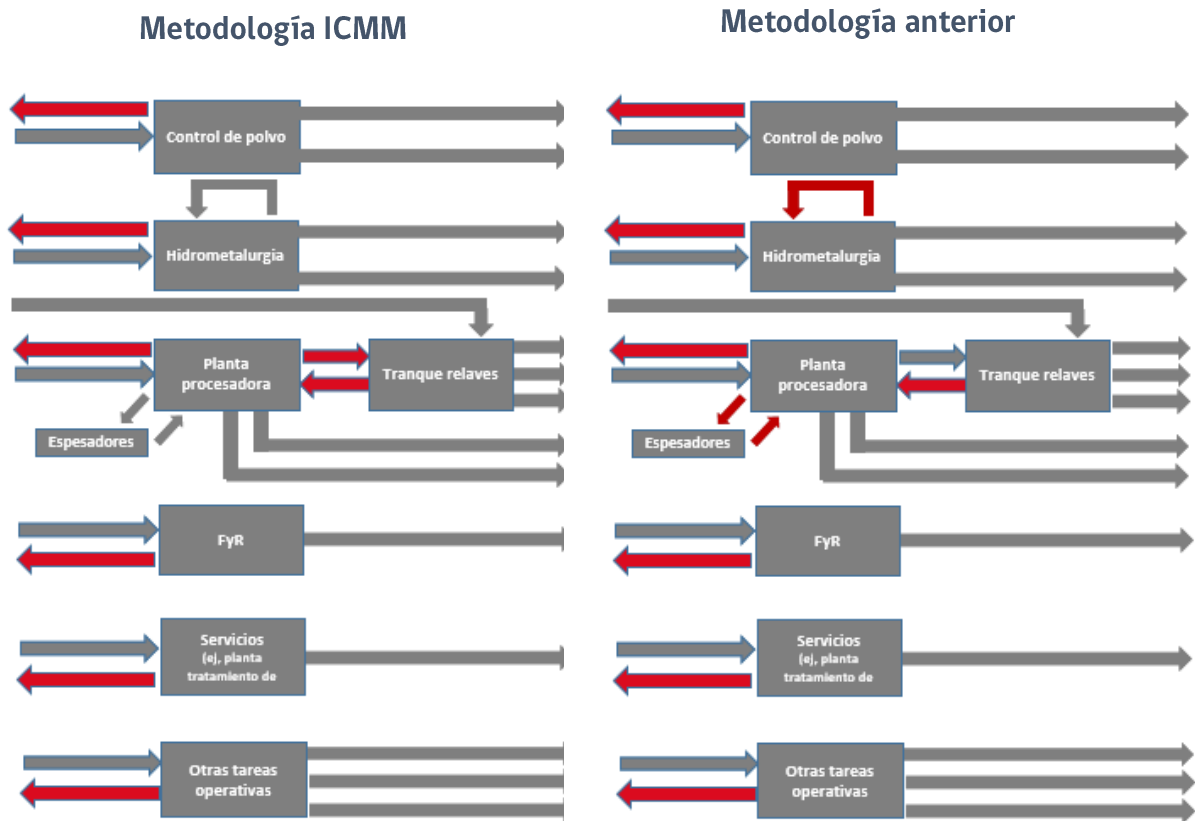 Metodología ICMM
Control de polvo
Hidrometalurgia
Planta
procesadora
Tranque relaves
Espesadores
FyR
Servicios
(ej, planta
tratamiento de
Otras tareas
operativas
Metodología anterior
Control de polvo
Hidrometalurgia
Planta
procesadora
Tranque relaves
Espesadores
FyR
Servicios
(ej, planta
tratamiento de
Otras tareas
operativas